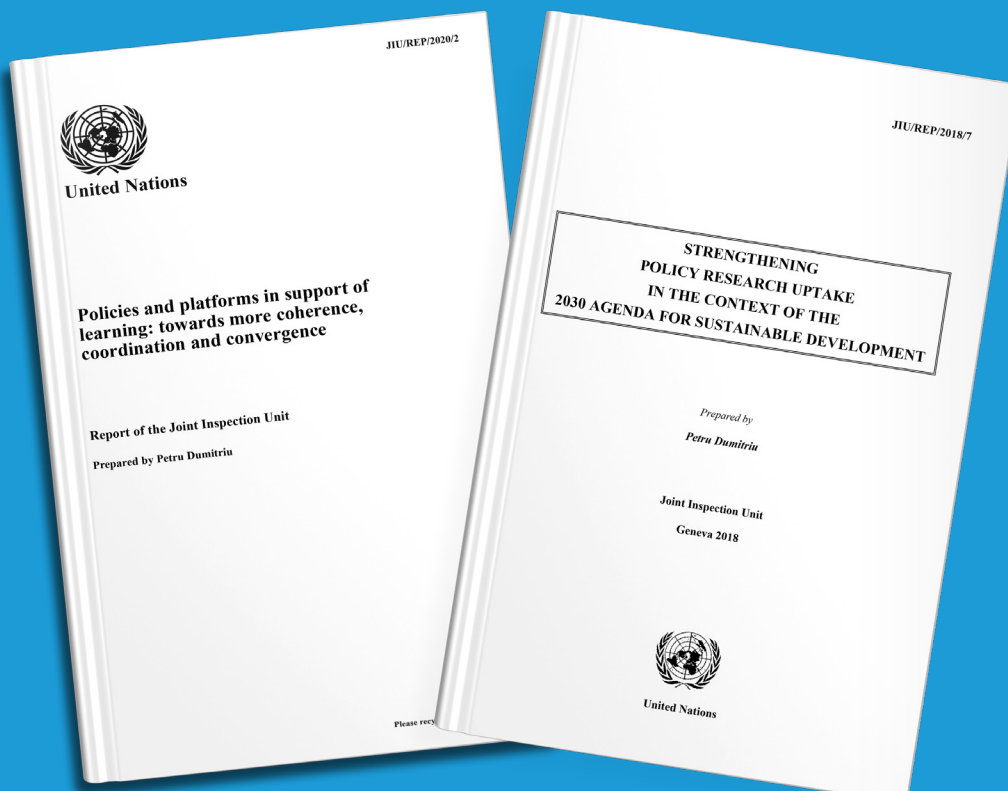 JIU/REP/2020/2
United Nations
Policies and platforms in support of
learning: towards more coherence,
coordination and convergence
Report of the Joint Inspection Unit
Prepared by Petru Dumitriu
Please
JIU/REP/2018/7
STRENGTHENING
POLICY RESEARCH UPTAKE
IN THE CONTEXT OF THE
2030 AGENDA FOR SUSTAINABLE DEVELOPMENT
Prepared by
Petru Dumitriu
Joint Inspection Unit
Geneva 2018
United Nations